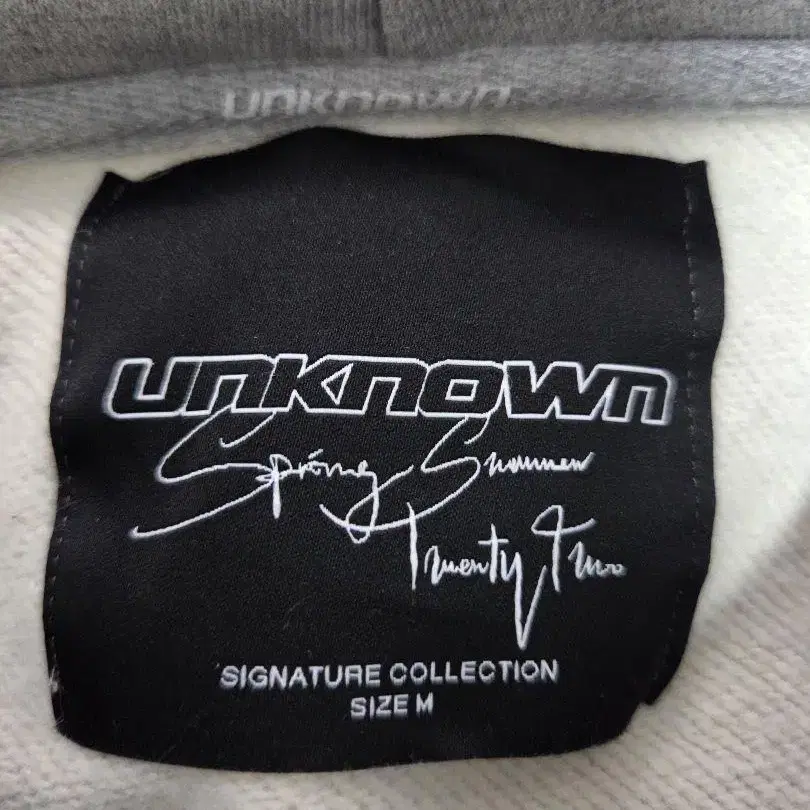 unknown
unknown
Spring Summer
Twenty Two
SIGNATURE COLLECTION
SIZE M